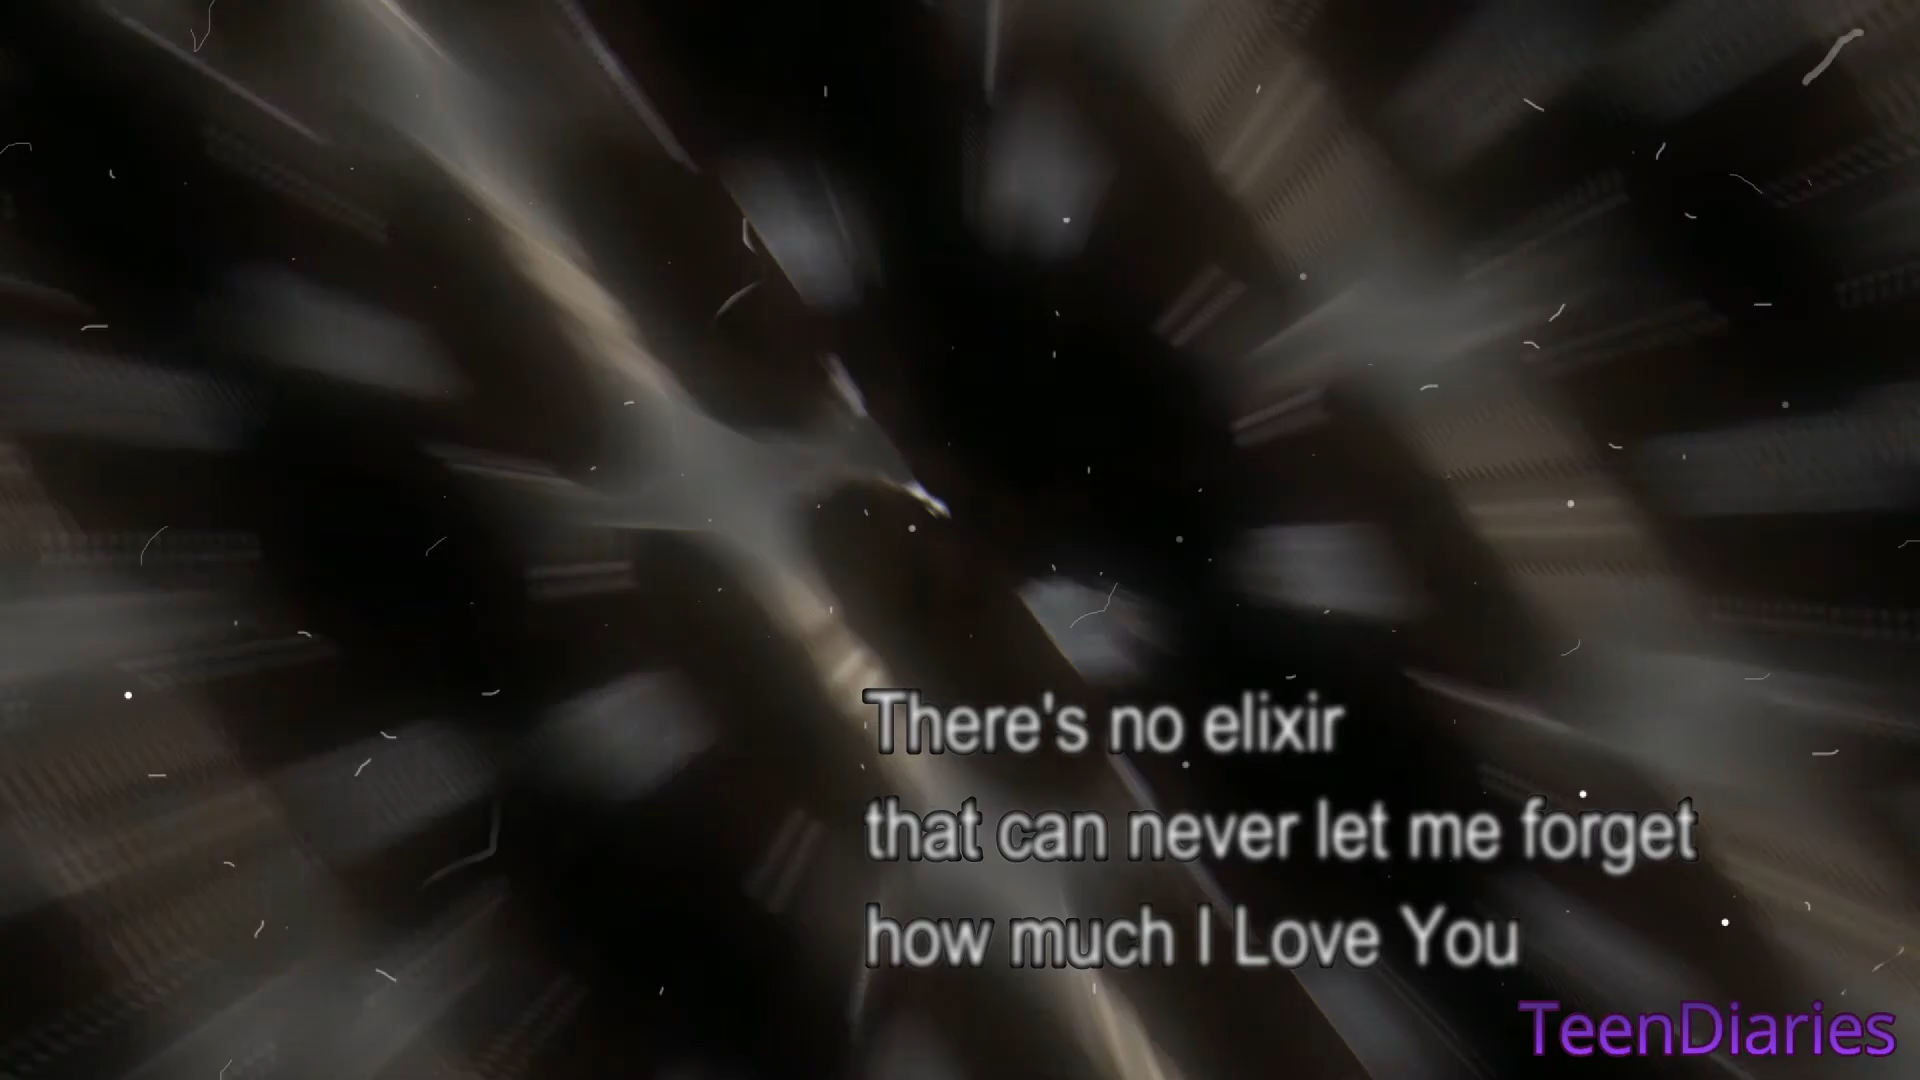 There's no elixir
that can never let me forget
how much I Love You
TeenDiaries